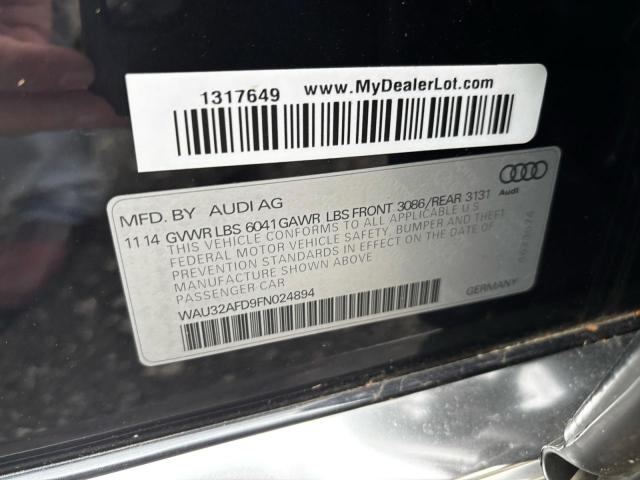 1317649 www.MyDealerLot.com
MFD. BY AUDI AG
Audi
11 14 GVWR LBS 6041 GAWR LBS FRONT 3086/REAR 3131
THIS VEHICLE CONFORMS TO ALL APPLICABLE U.S.
FEDERAL MOTOR VEHICLE SAFETY, BUMPER AND THEFT
PREVENTION STANDARDS IN EFFECT ON THE DATE OF
MANUFACTURE SHOWN ABOVE
PASSENGER CAR
WAU32AFD9FN024894
GERMANY